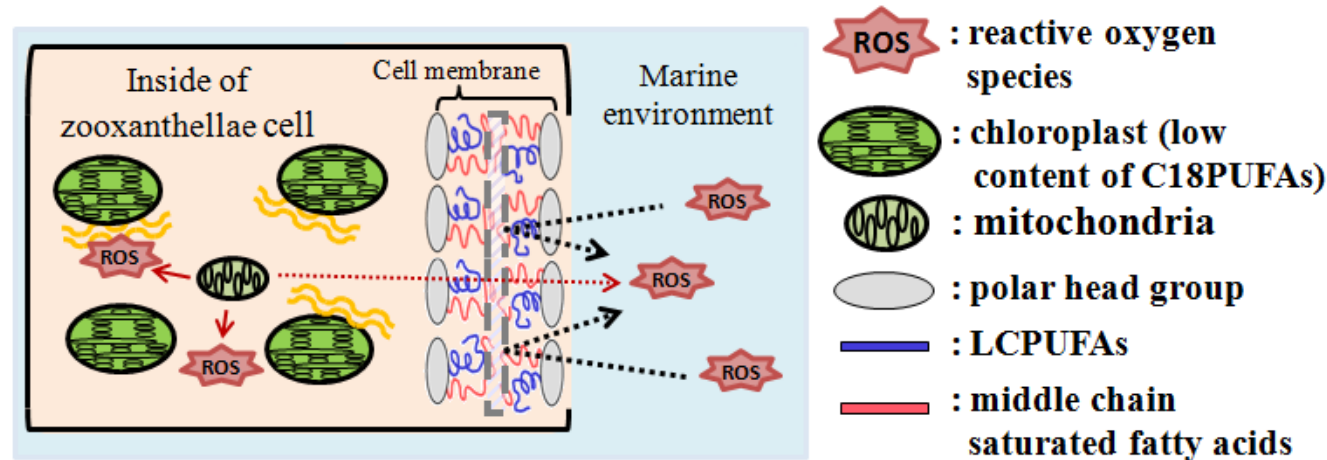 Inside of
zooxanthellae cell
Cell membrane
Marine
environment
ROS
ROS
ROS
ROS
ROS
ROS
: reactive oxygen
species
: chloroplast (low
content of C18PUFAs)
: mitochondria
: polar head group
: LCPUFAs
: middle chain
saturated fatty acids